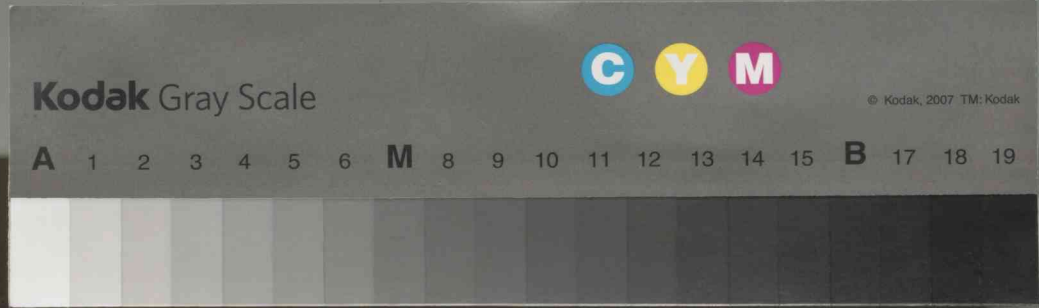 C Y M
Kodak Gray Scale
© Kodak, 2007 TM: Kodak
A 1 2 3 4 5 6 M 8 9 10 11 12 13 14 15 B 17 18 19